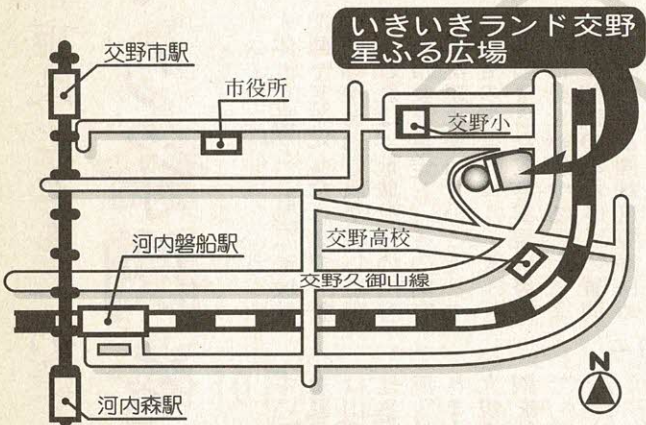 いきいきランド交野
星ふる広場
交野市駅
市役所
交野小
河内磐船駅
交野高校
交野久御山線
河内森駅
N